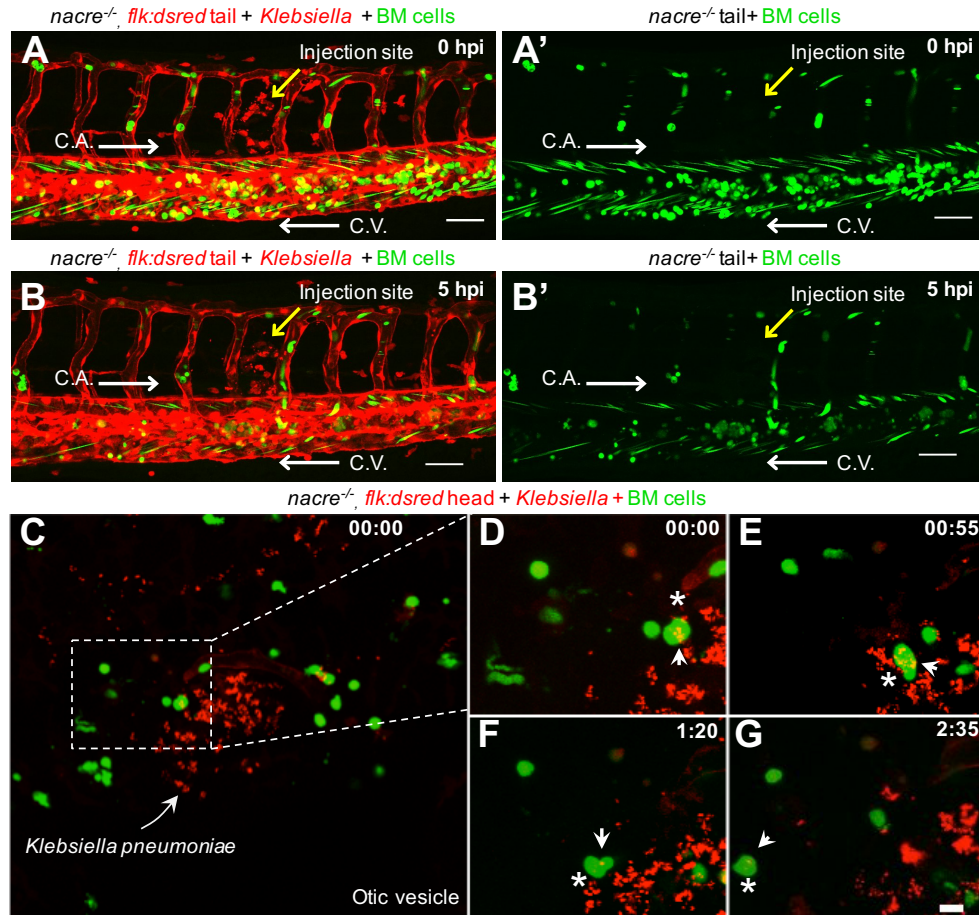 nacre-/-, flk:dsred tail + Klebsiella + BM cells
A
0 hpi
Injection site
C.A.
C.V.
nacre-/- tail+ BM cells
A'
0 hpi
Injection site
C.A.
C.V.
nacre-/-, flk:dsred tail + Klebsiella + BM cells
B
5 hpi
Injection site
C.A.
C.V.
nacre-/- tail+ BM cells
B'
5 hpi
Injection site
C.A.
C.V.
nacre-/-, flk:dsred head + Klebsiella + BM cells
C
00:00
Klebsiella pneumoniae
Otic vesicle
D
00:00
*
E
00:55
*
F
1:20
*
G
2:35
*